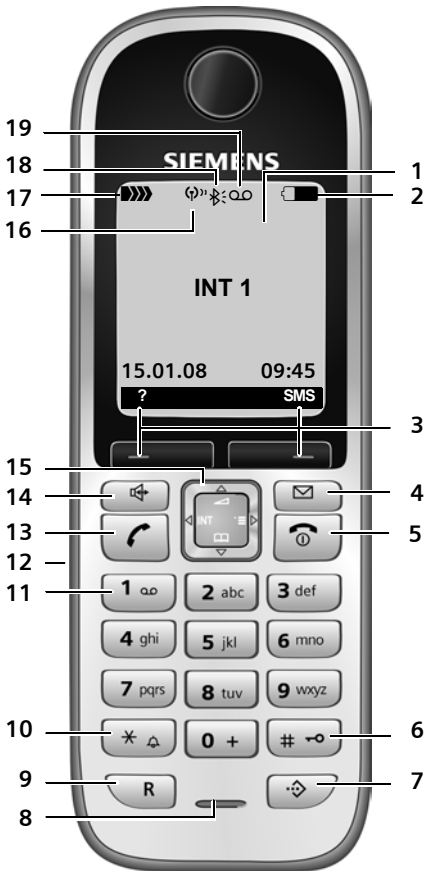 19
SIEMENS
18
1
17
2
16
INT 1
15.01.08 09:45
? SMS
3
15
14
4
INT
13
5
12
11
1 2 abc 3 def
4 ghi 5 jkl 6 mno
7 pqrs 8 tuv 9 wxyz
10
* 0 + #
6
9
R
7
8